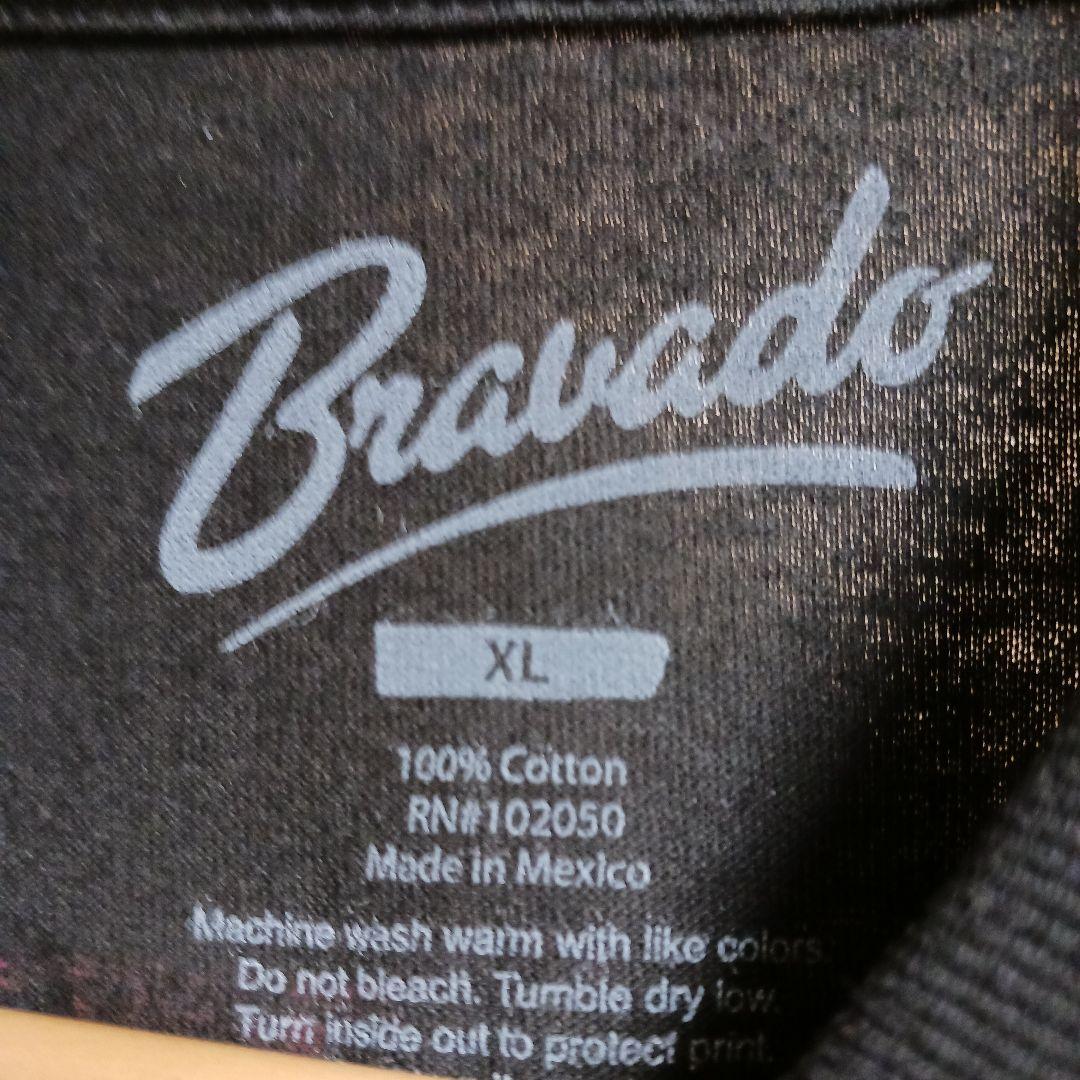 Bravado
XL
100% Cotton
RN#102050
Made in Mexico
Machine wash warm with like colors.
Do not bleach. Tumble dry low.
Turn inside out to protect print.